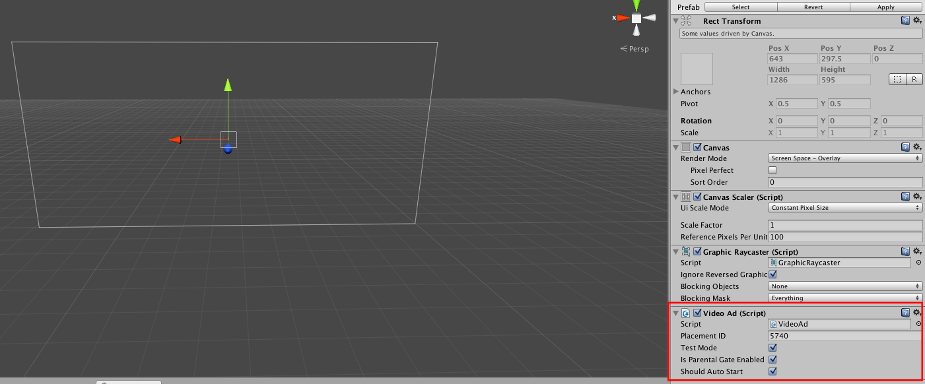 Prefab Select Revert Apply
Rect Transform
Some values driven by Canvas.
Pos X Pos Y Pos Z
643 297.5 0
Width Height
1286 595
R
Anchors
Pivot X 0.5 Y 0.5
Rotation X 0 Y 0 Z 0
Scale X 1 Y 1 Z 1
Canvas
Render Mode Screen Space - Overlay
Pixel Perfect
Sort Order 0
Canvas Scaler (Script)
Ui Scale Mode Constant Pixel Size
Scale Factor 1
Reference Pixels Per Unit 100
Graphic Raycaster (Script)
Script GraphicRaycaster
Ignore Reversed Graphic
Blocking Objects None
Blocking Mask Everything
Video Ad (Script)
Script VideoAd
Placement ID 5740
Test Mode
Is Parental Gate Enabled
Should Auto Start
x
Persp